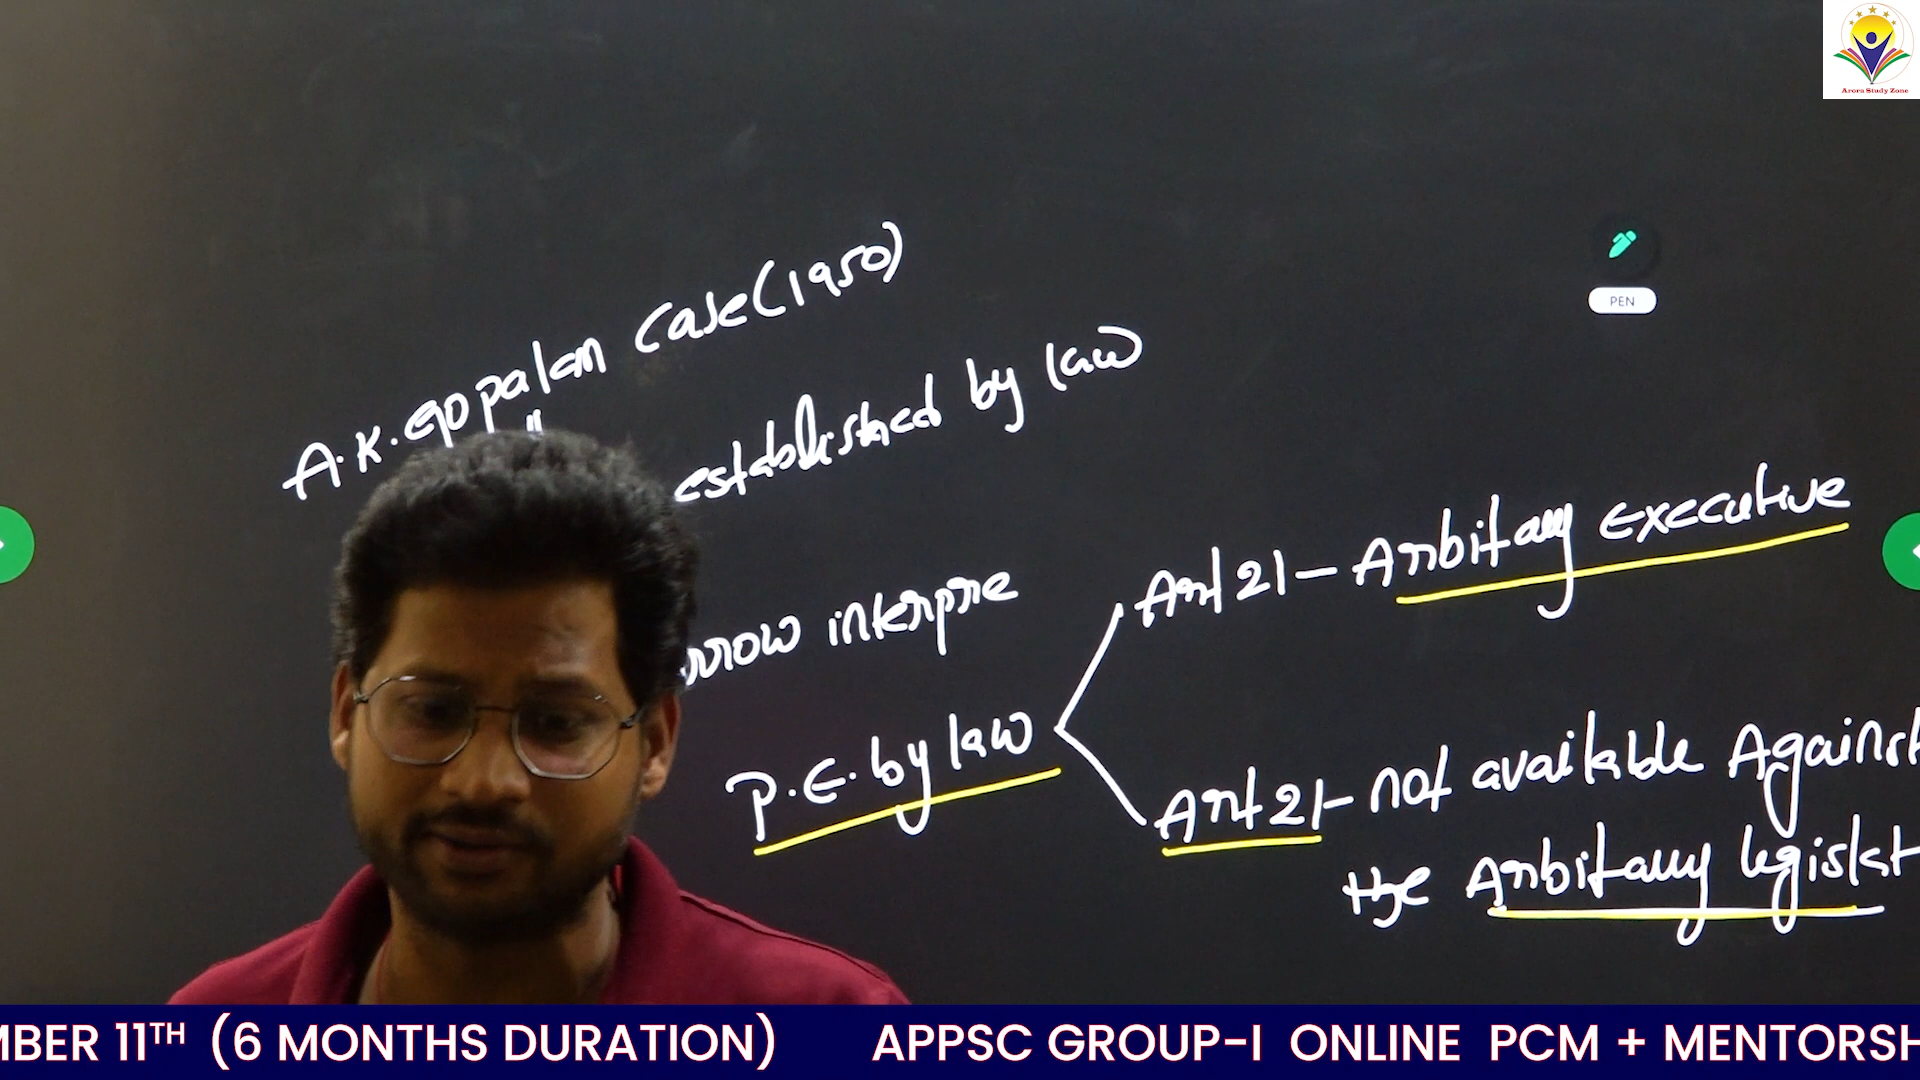 Arora Study Zone
A.K. Gopalan Case (1950)
PEN
established by law
Art 21 - Arbitary Executive
interpre
P.E. by law
Art 21 - not available Against
the Arbitary legislat
MBER 11TH (6 MONTHS DURATION) APPSC GROUP-I ONLINE PCM + MENTORSH